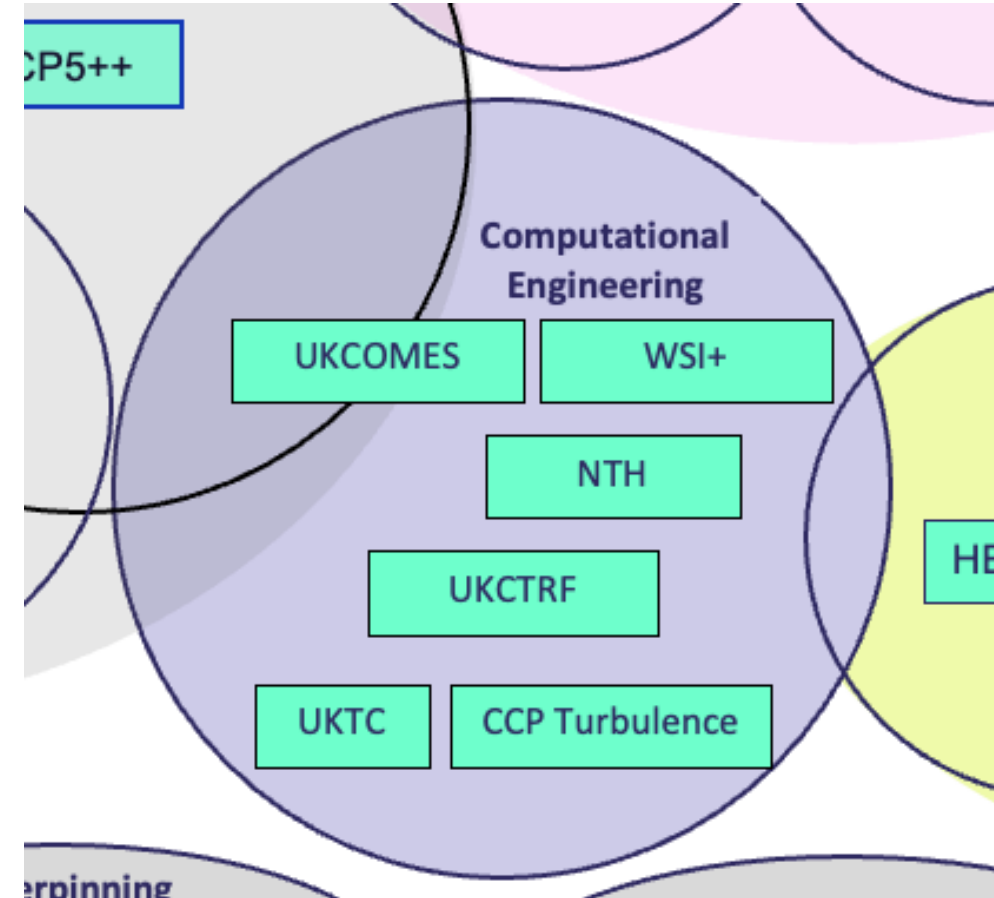 CP5++
Computational
Engineering
UKCOMES
WSI+
NTH
UKCTRF
HE
UKTC
CCP Turbulence
erpinning